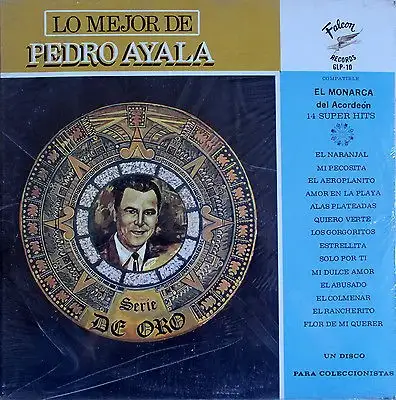 LO MEJOR DE
PEDRO AYALA
Falcon
RECORDS
GLP-10
COMPATIBLE
EL MONARCA
del Acordeón
14 SUPER HITS
EL NARANJAL
MI PECOSITA
EL AEROPLANITO
AMOR EN LA PLAYA
ALAS PLATEADAS
QUIERO VERTE
LOS GORGORITOS
ESTRELLITA
SOLO POR TI
MI DULCE AMOR
EL ABUSADO
EL COLMENAR
EL RANCHERITO
FLOR DE MI QUERER
UN DISCO
PARA COLECCIONISTAS
Serie
DE ORO